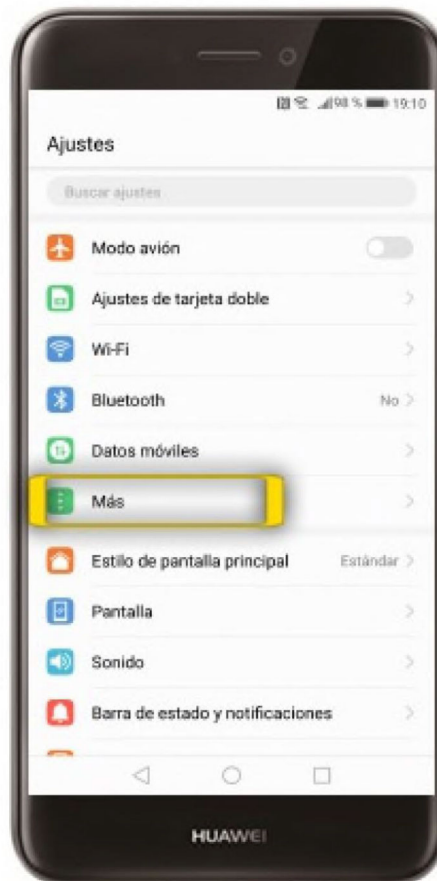 98 % 19:10
Ajustes
Buscar ajustes
Modo avión
Ajustes de tarjeta doble
Wi-Fi
Bluetooth No
Datos móviles
Más
Estilo de pantalla principal Estándar
Pantalla
Sonido
Barra de estado y notificaciones
HUAWEI